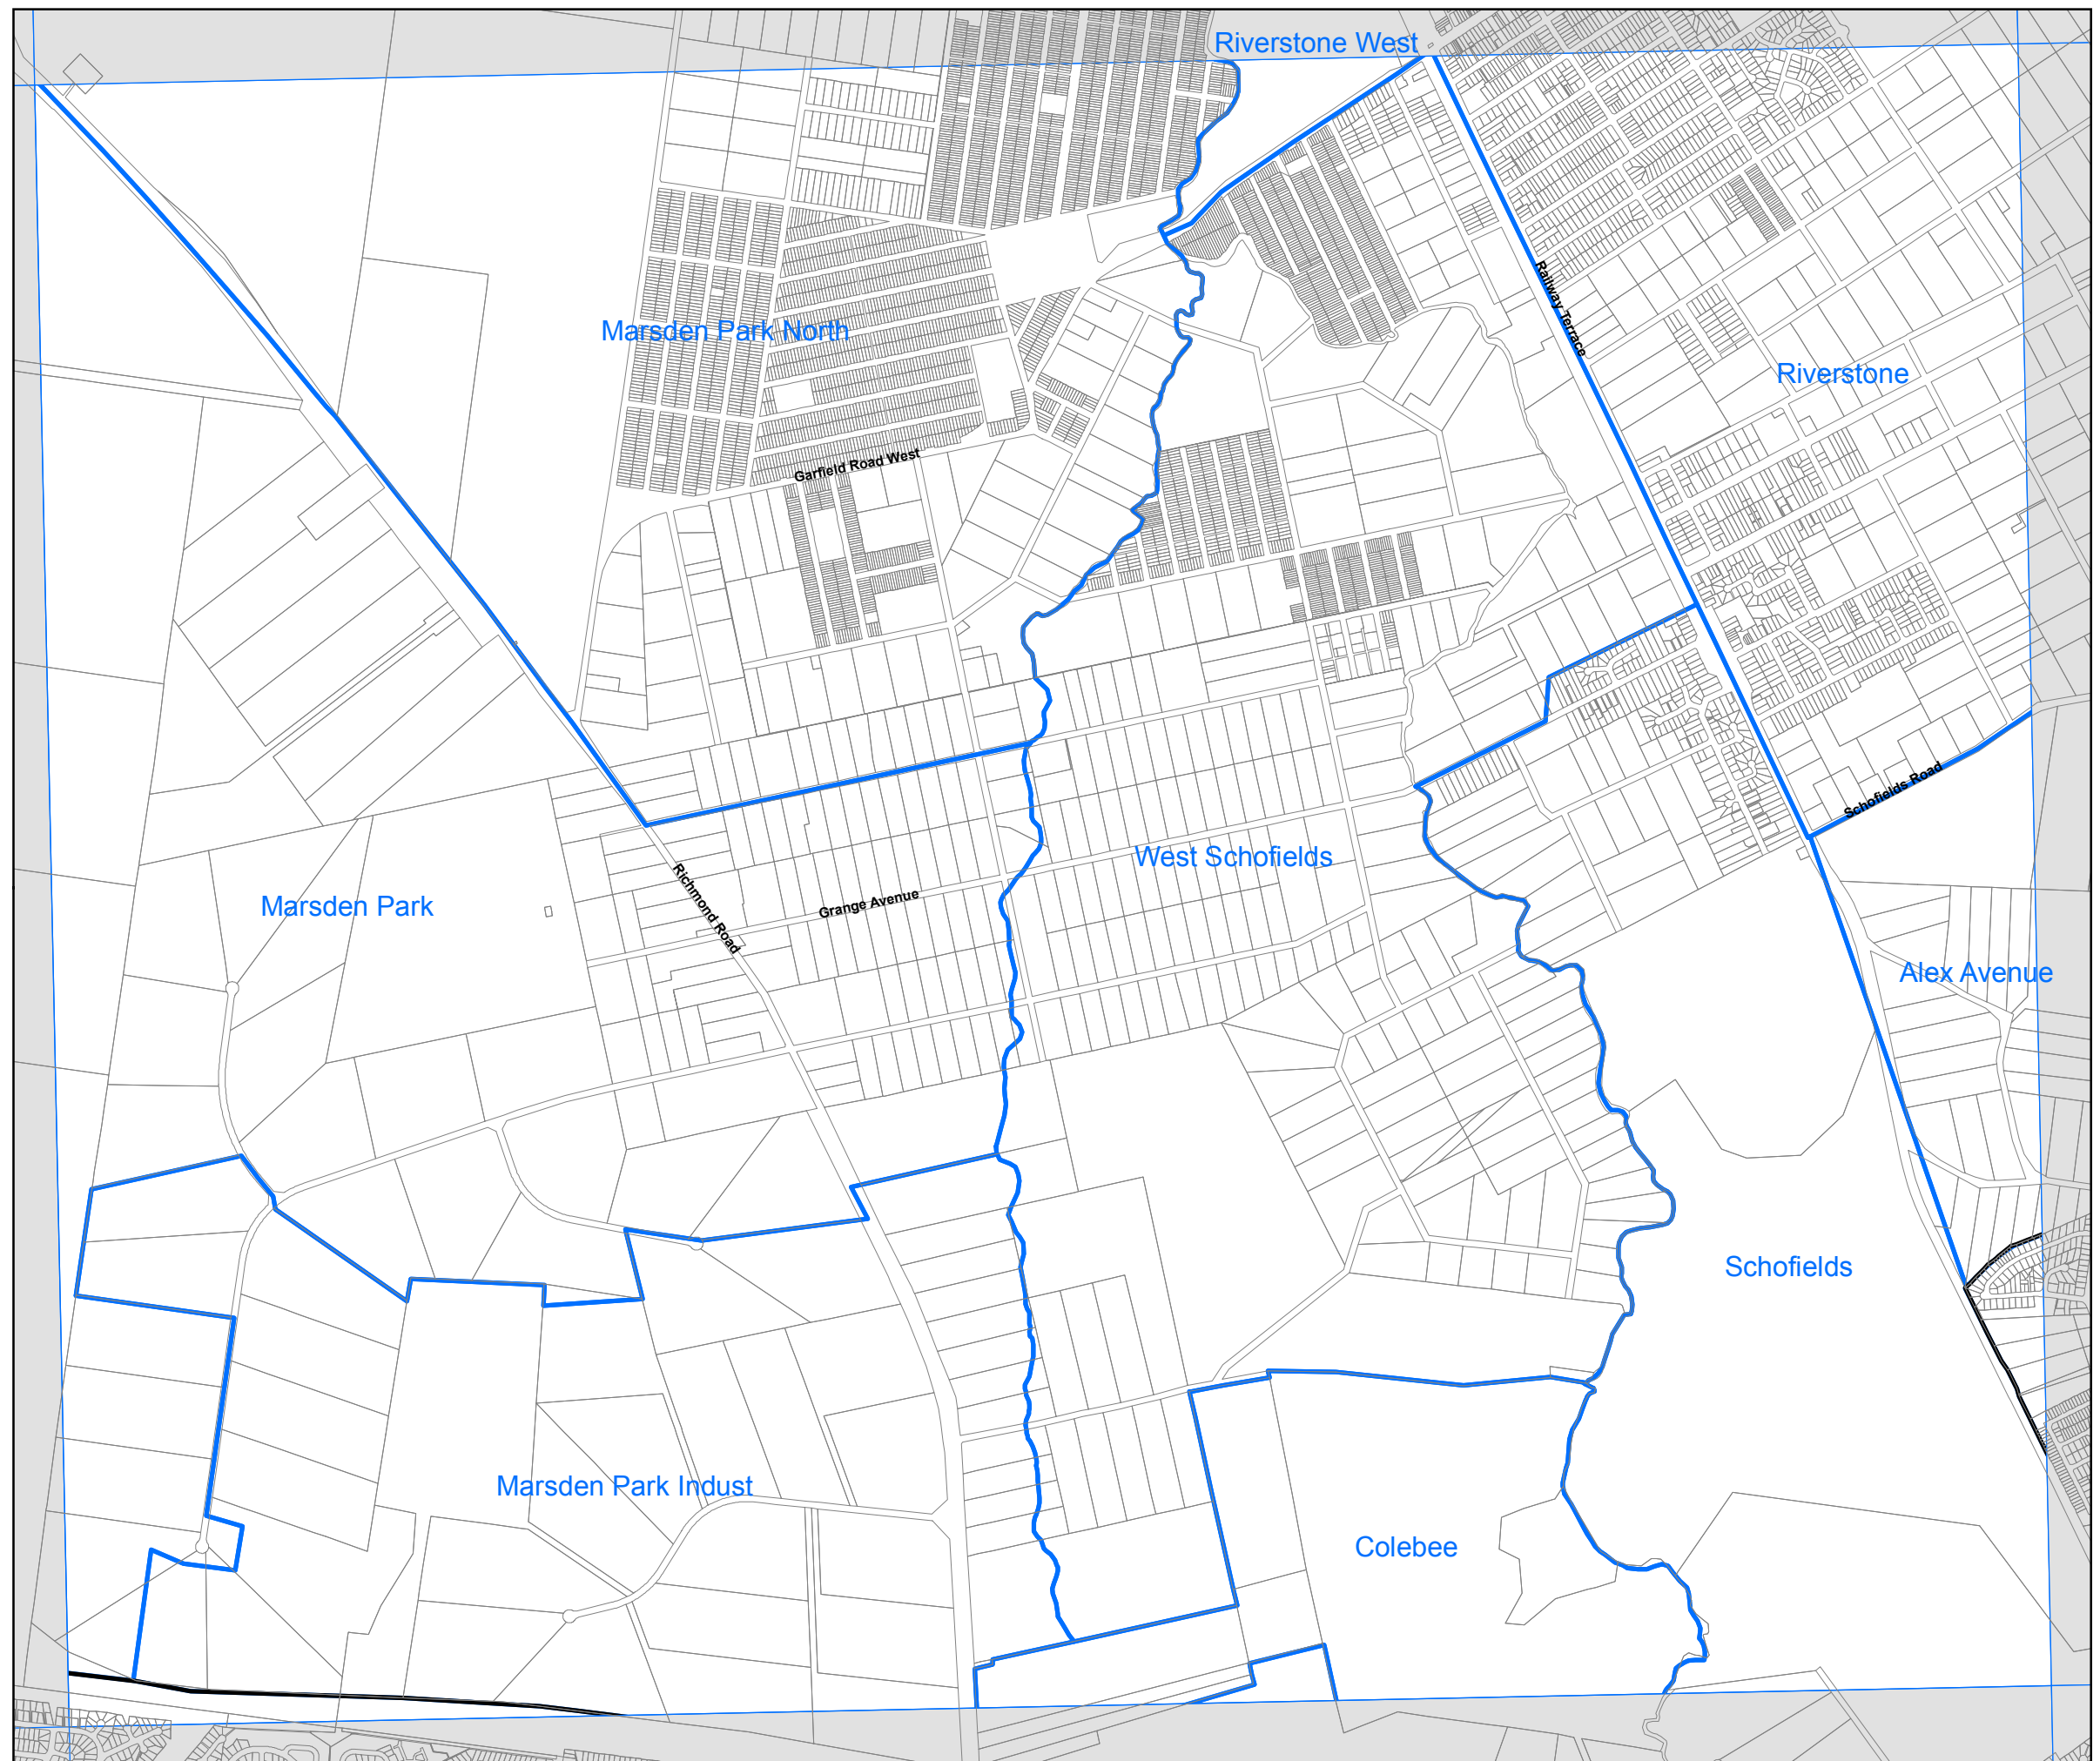 Riverstone West
Railway Terrace
Marsden Park North
Riverstone
Garfield Road West
Schofields Road
West Schofields
Richmond Road
Grange Avenue
Marsden Park
Alex Avenue
Schofields
Marsden Park Indust
Colebee